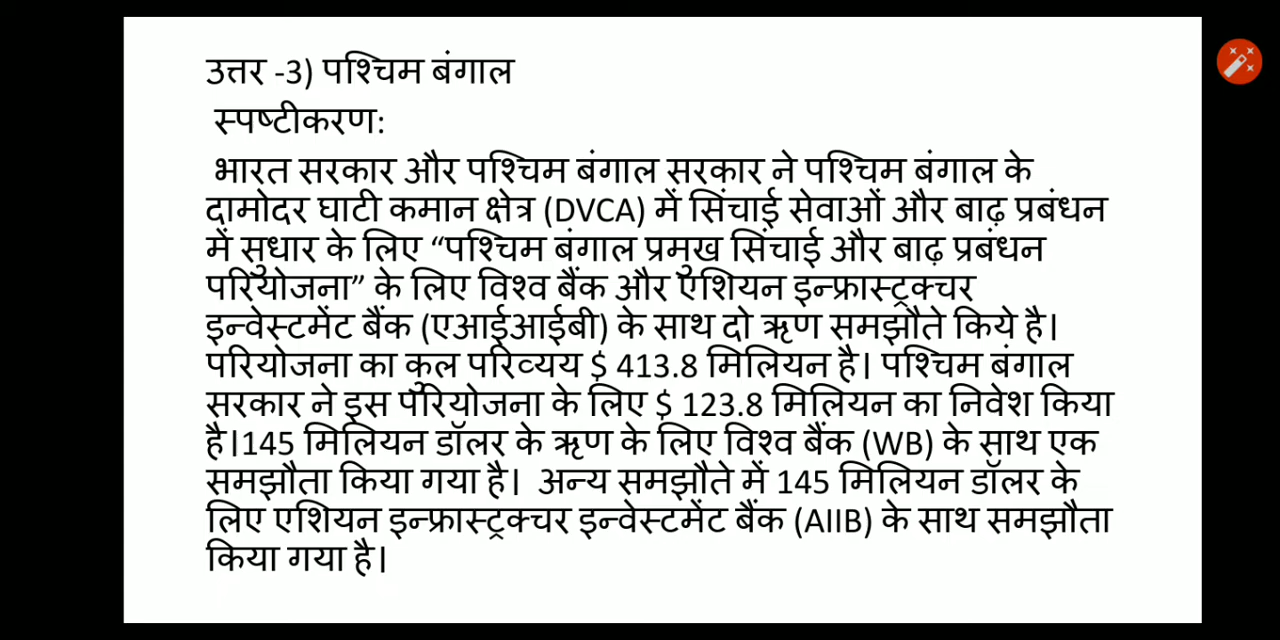 उत्तर -3) पश्चिम बंगाल
स्पष्टीकरण:
भारत सरकार और पश्चिम बंगाल सरकार ने पश्चिम बंगाल के
दामोदर घाटी कमान क्षेत्र (DVCA) में सिंचाई सेवाओं और बाढ़ प्रबंधन
में सुधार के लिए “पश्चिम बंगाल प्रमुख सिंचाई और बाढ़ प्रबंधन
परियोजना” के लिए विश्व बैंक और एशियन इन्फ्रास्ट्रक्चर
इन्वेस्टमेंट बैंक (एआईआईबी) के साथ दो ऋण समझौते किये है।
परियोजना का कुल परिव्यय $ 413.8 मिलियन है। पश्चिम बंगाल
सरकार ने इस परियोजना के लिए $ 123.8 मिलियन का निवेश किया
है।145 मिलियन डॉलर के ऋण के लिए विश्व बैंक (WB) के साथ एक
समझौता किया गया है। अन्य समझौते में 145 मिलियन डॉलर के
लिए एशियन इन्फ्रास्ट्रक्चर इन्वेस्टमेंट बैंक (AIIB) के साथ समझौता
किया गया है।